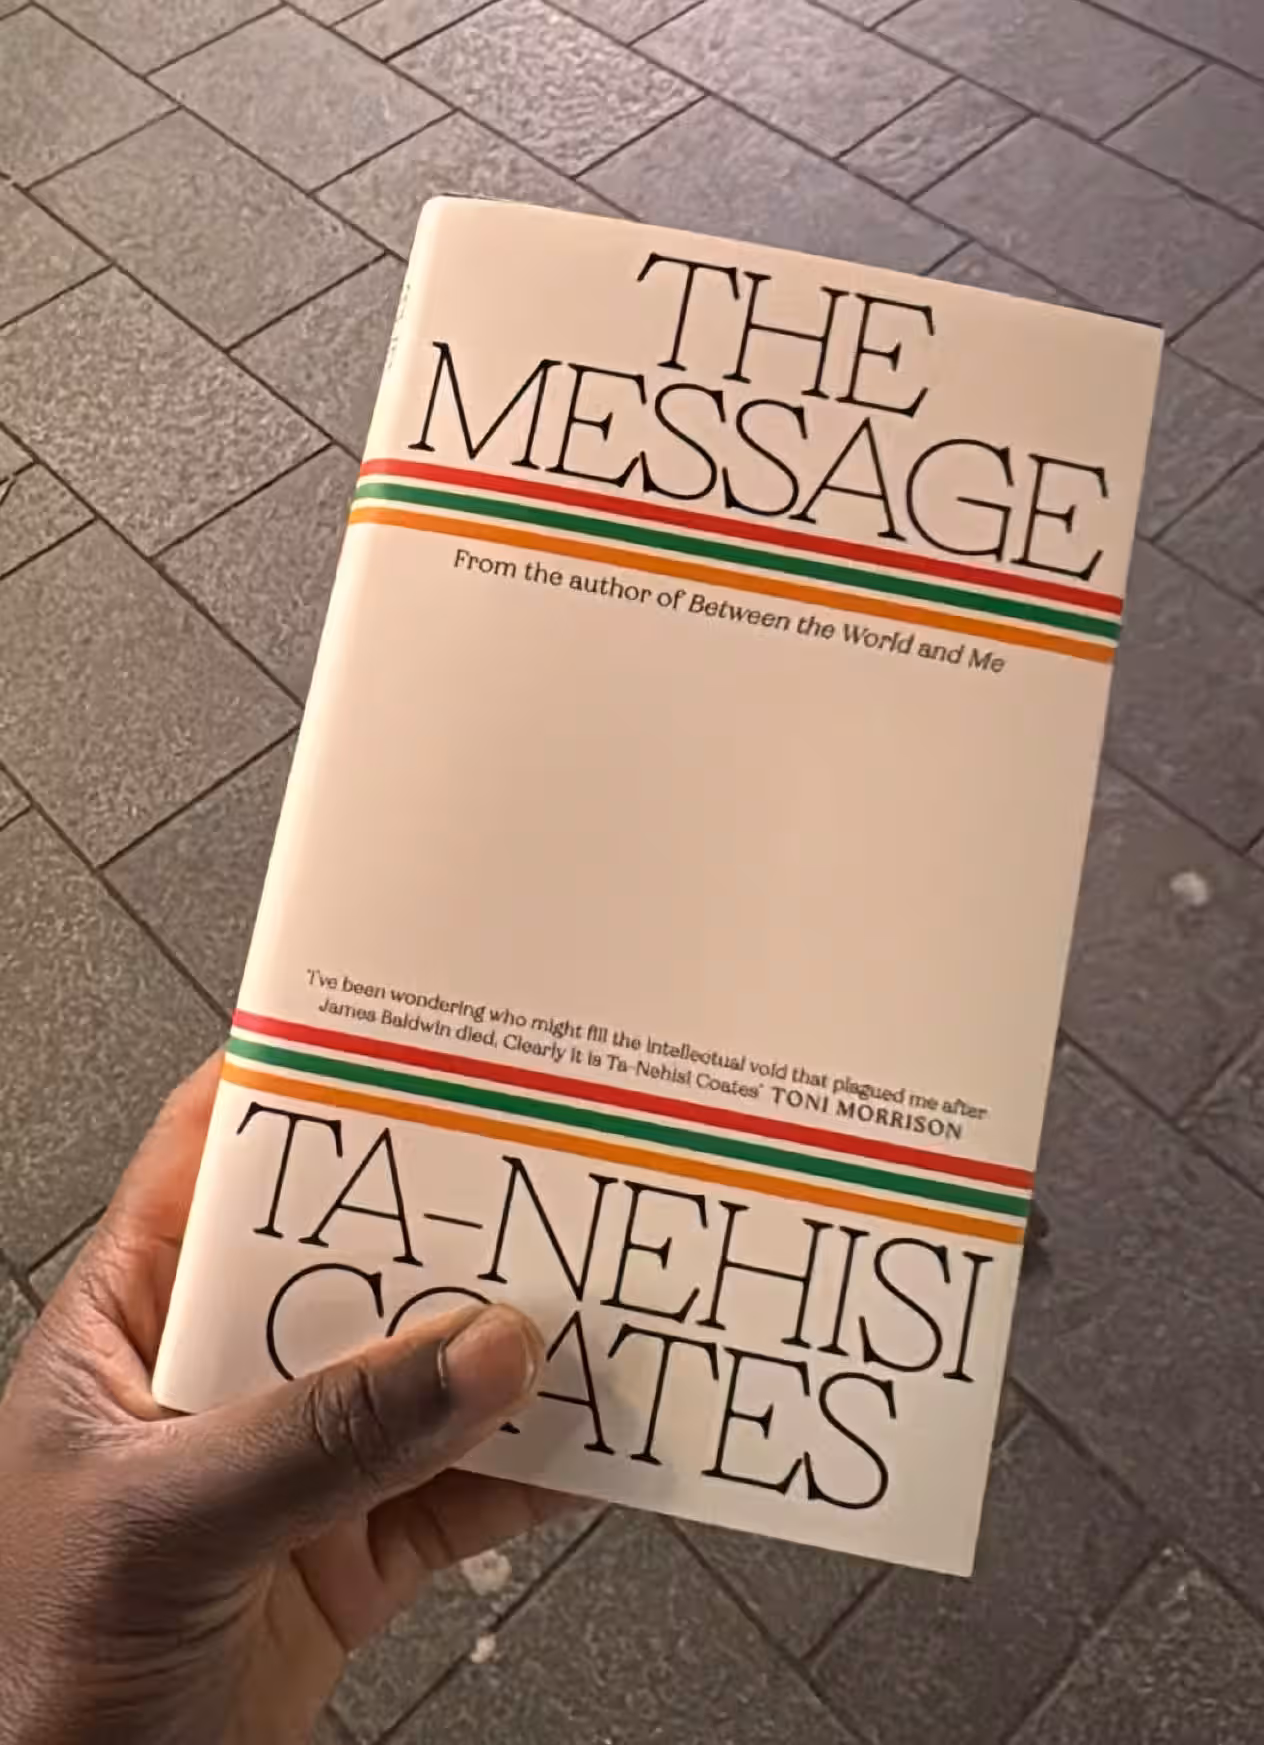 THE
MESSAGE
From the author of Between the World and Me
'I've been wondering who might fill the intellectual void that plagued me after
James Baldwin died. Clearly it is Ta-Nehisi Coates' TONI MORRISON
TA-NEHISI
COATES